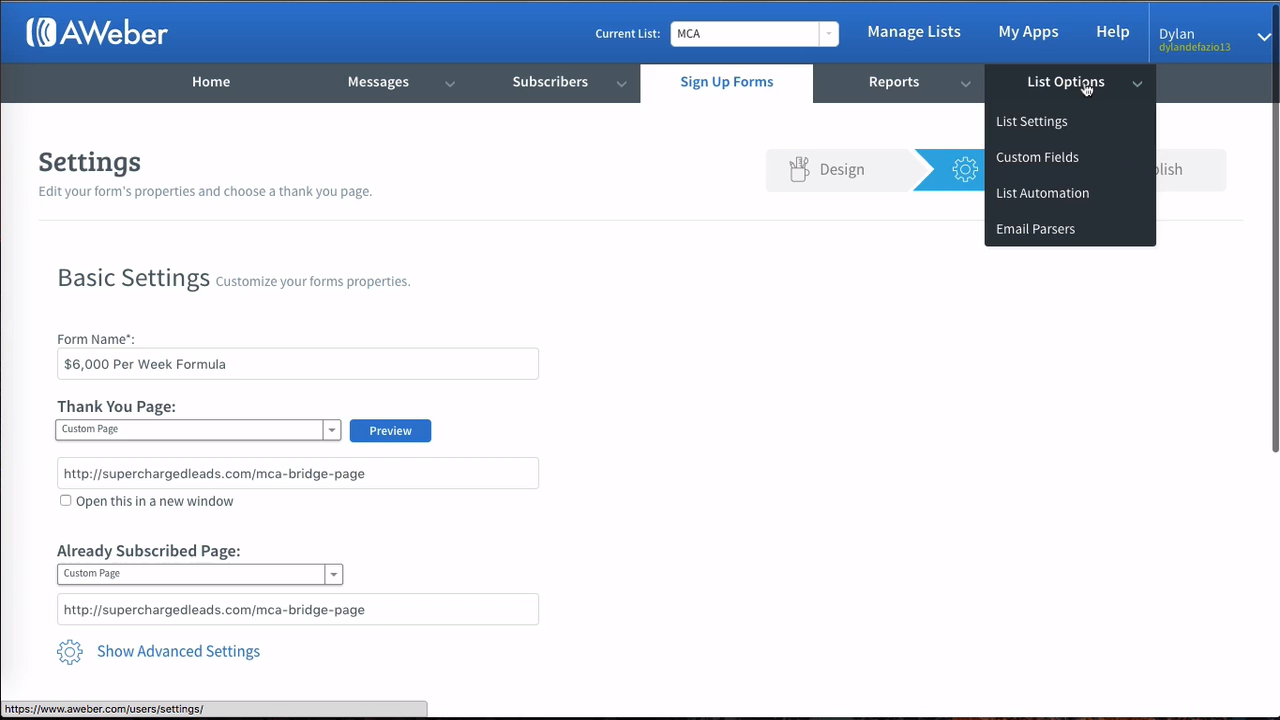 AWeber
Current List: MCA Manage Lists My Apps Help Dylan
dylandefazio13
Home Messages Subscribers Sign Up Forms Reports List Options
List Settings
Custom Fields
List Automation
Email Parsers
Settings
Edit your form's properties and choose a thank you page.
Design
lish
Basic Settings Customize your forms properties.
Form Name*:
$6,000 Per Week Formula
Thank You Page:
Custom Page Preview
http://superchargedleads.com/mca-bridge-page
Open this in a new window
Already Subscribed Page:
Custom Page
http://superchargedleads.com/mca-bridge-page
Show Advanced Settings
https://www.aweber.com/users/settings/